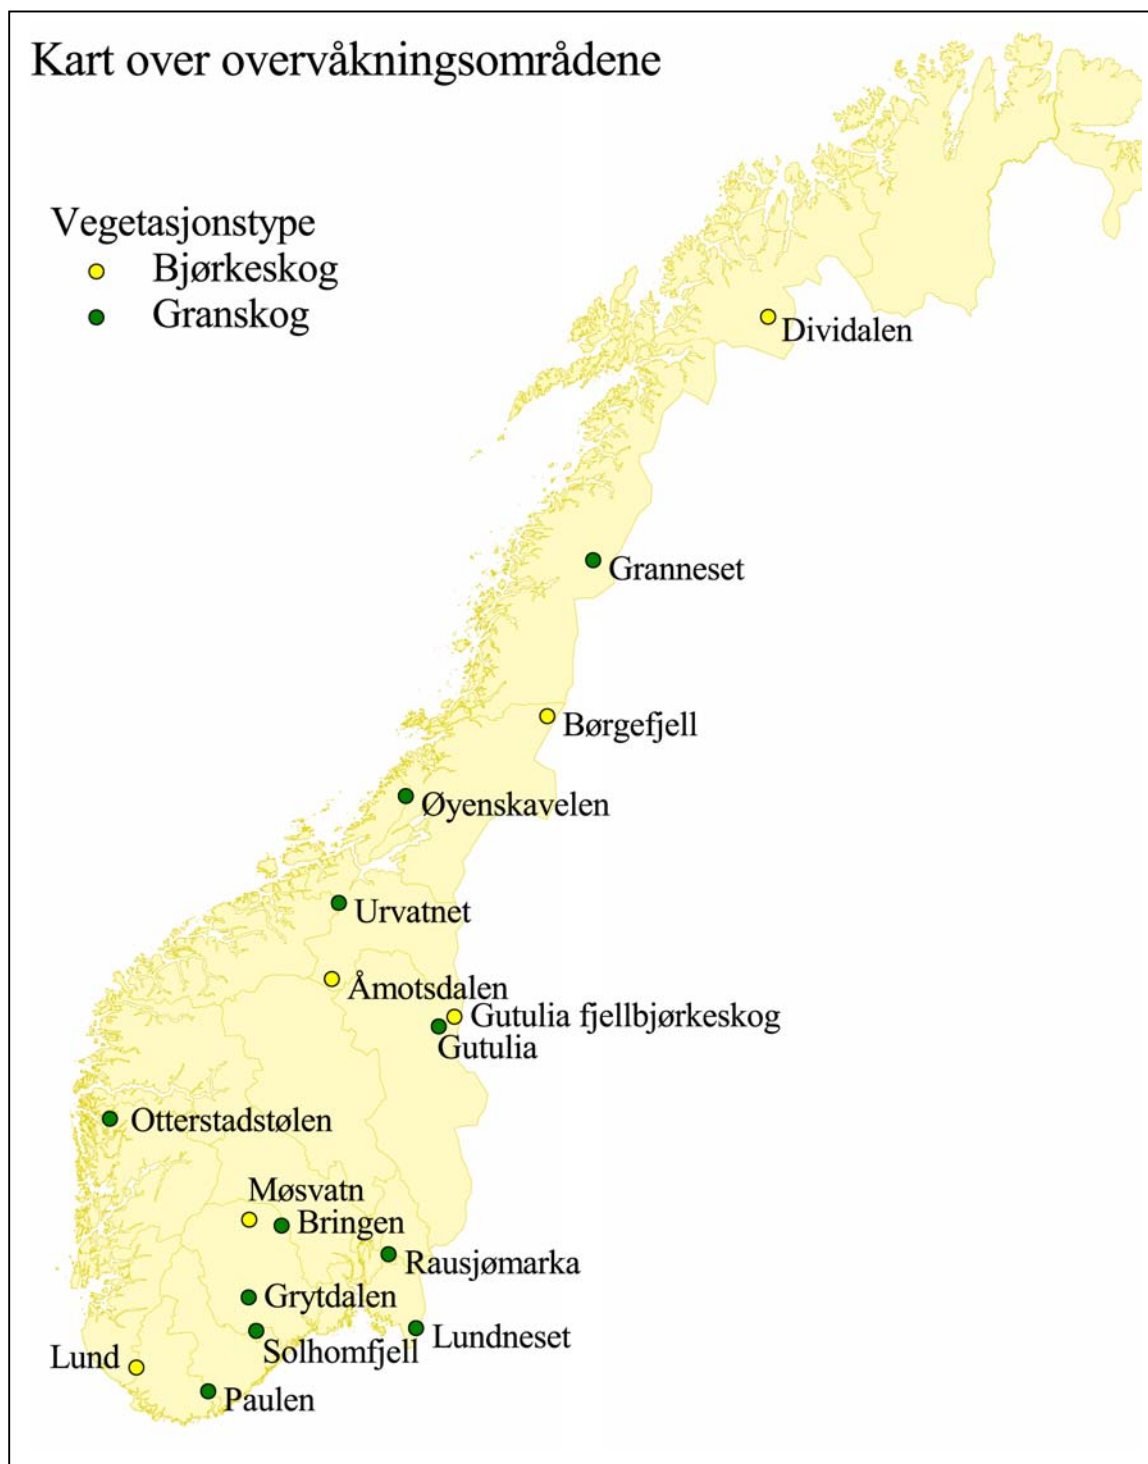 Kart over overvåkningsområdene
Vegetasjonstype
Bjørkeskog
Granskog
Dividalen
Granneset
Børgefjell
Øyenskavelen
Urvatnet
Åmotsdalen
Gutulia fjellbjørkeskog
Gutulia
Otterstadstølen
Møsvatn
Bringen
Rausjømarka
Grytdalen
Lundneset
Solhomfjell
Lund
Paulen